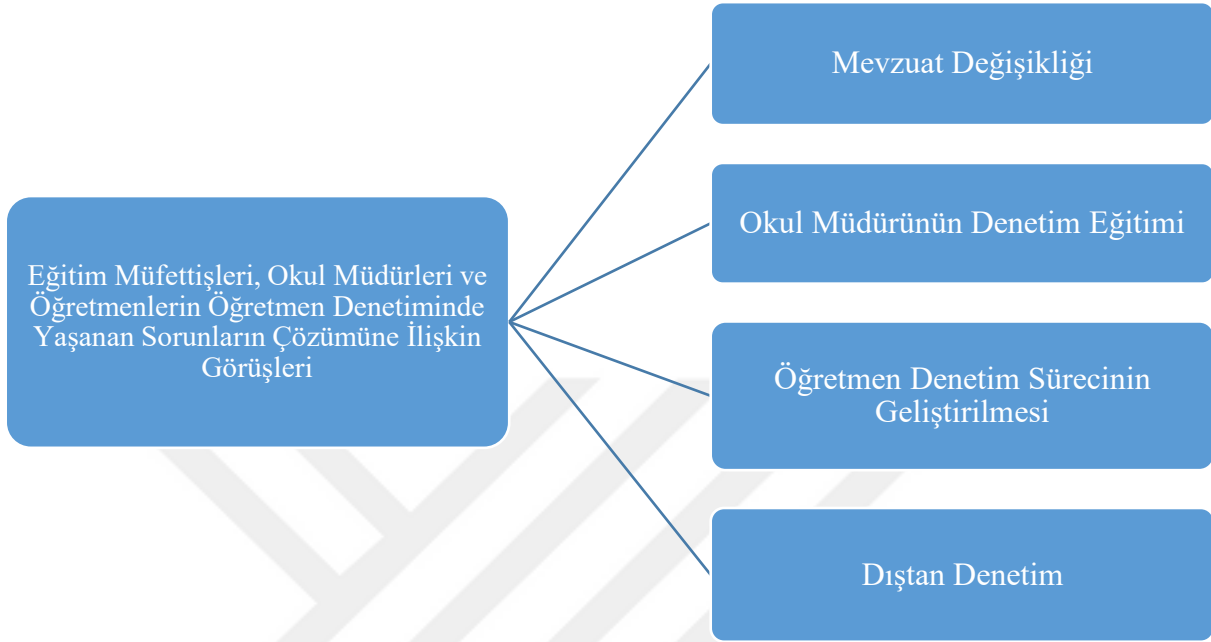 Eğitim Müfettişleri, Okul Müdürleri ve
Öğretmenlerin Öğretmen Denetiminde
Yaşanan Sorunların Çözümüne İlişkin
Görüşleri
Mevzuat Değişikliği
Okul Müdürünün Denetim Eğitimi
Öğretmen Denetim Sürecinin
Geliştirilmesi
Dıştan Denetim